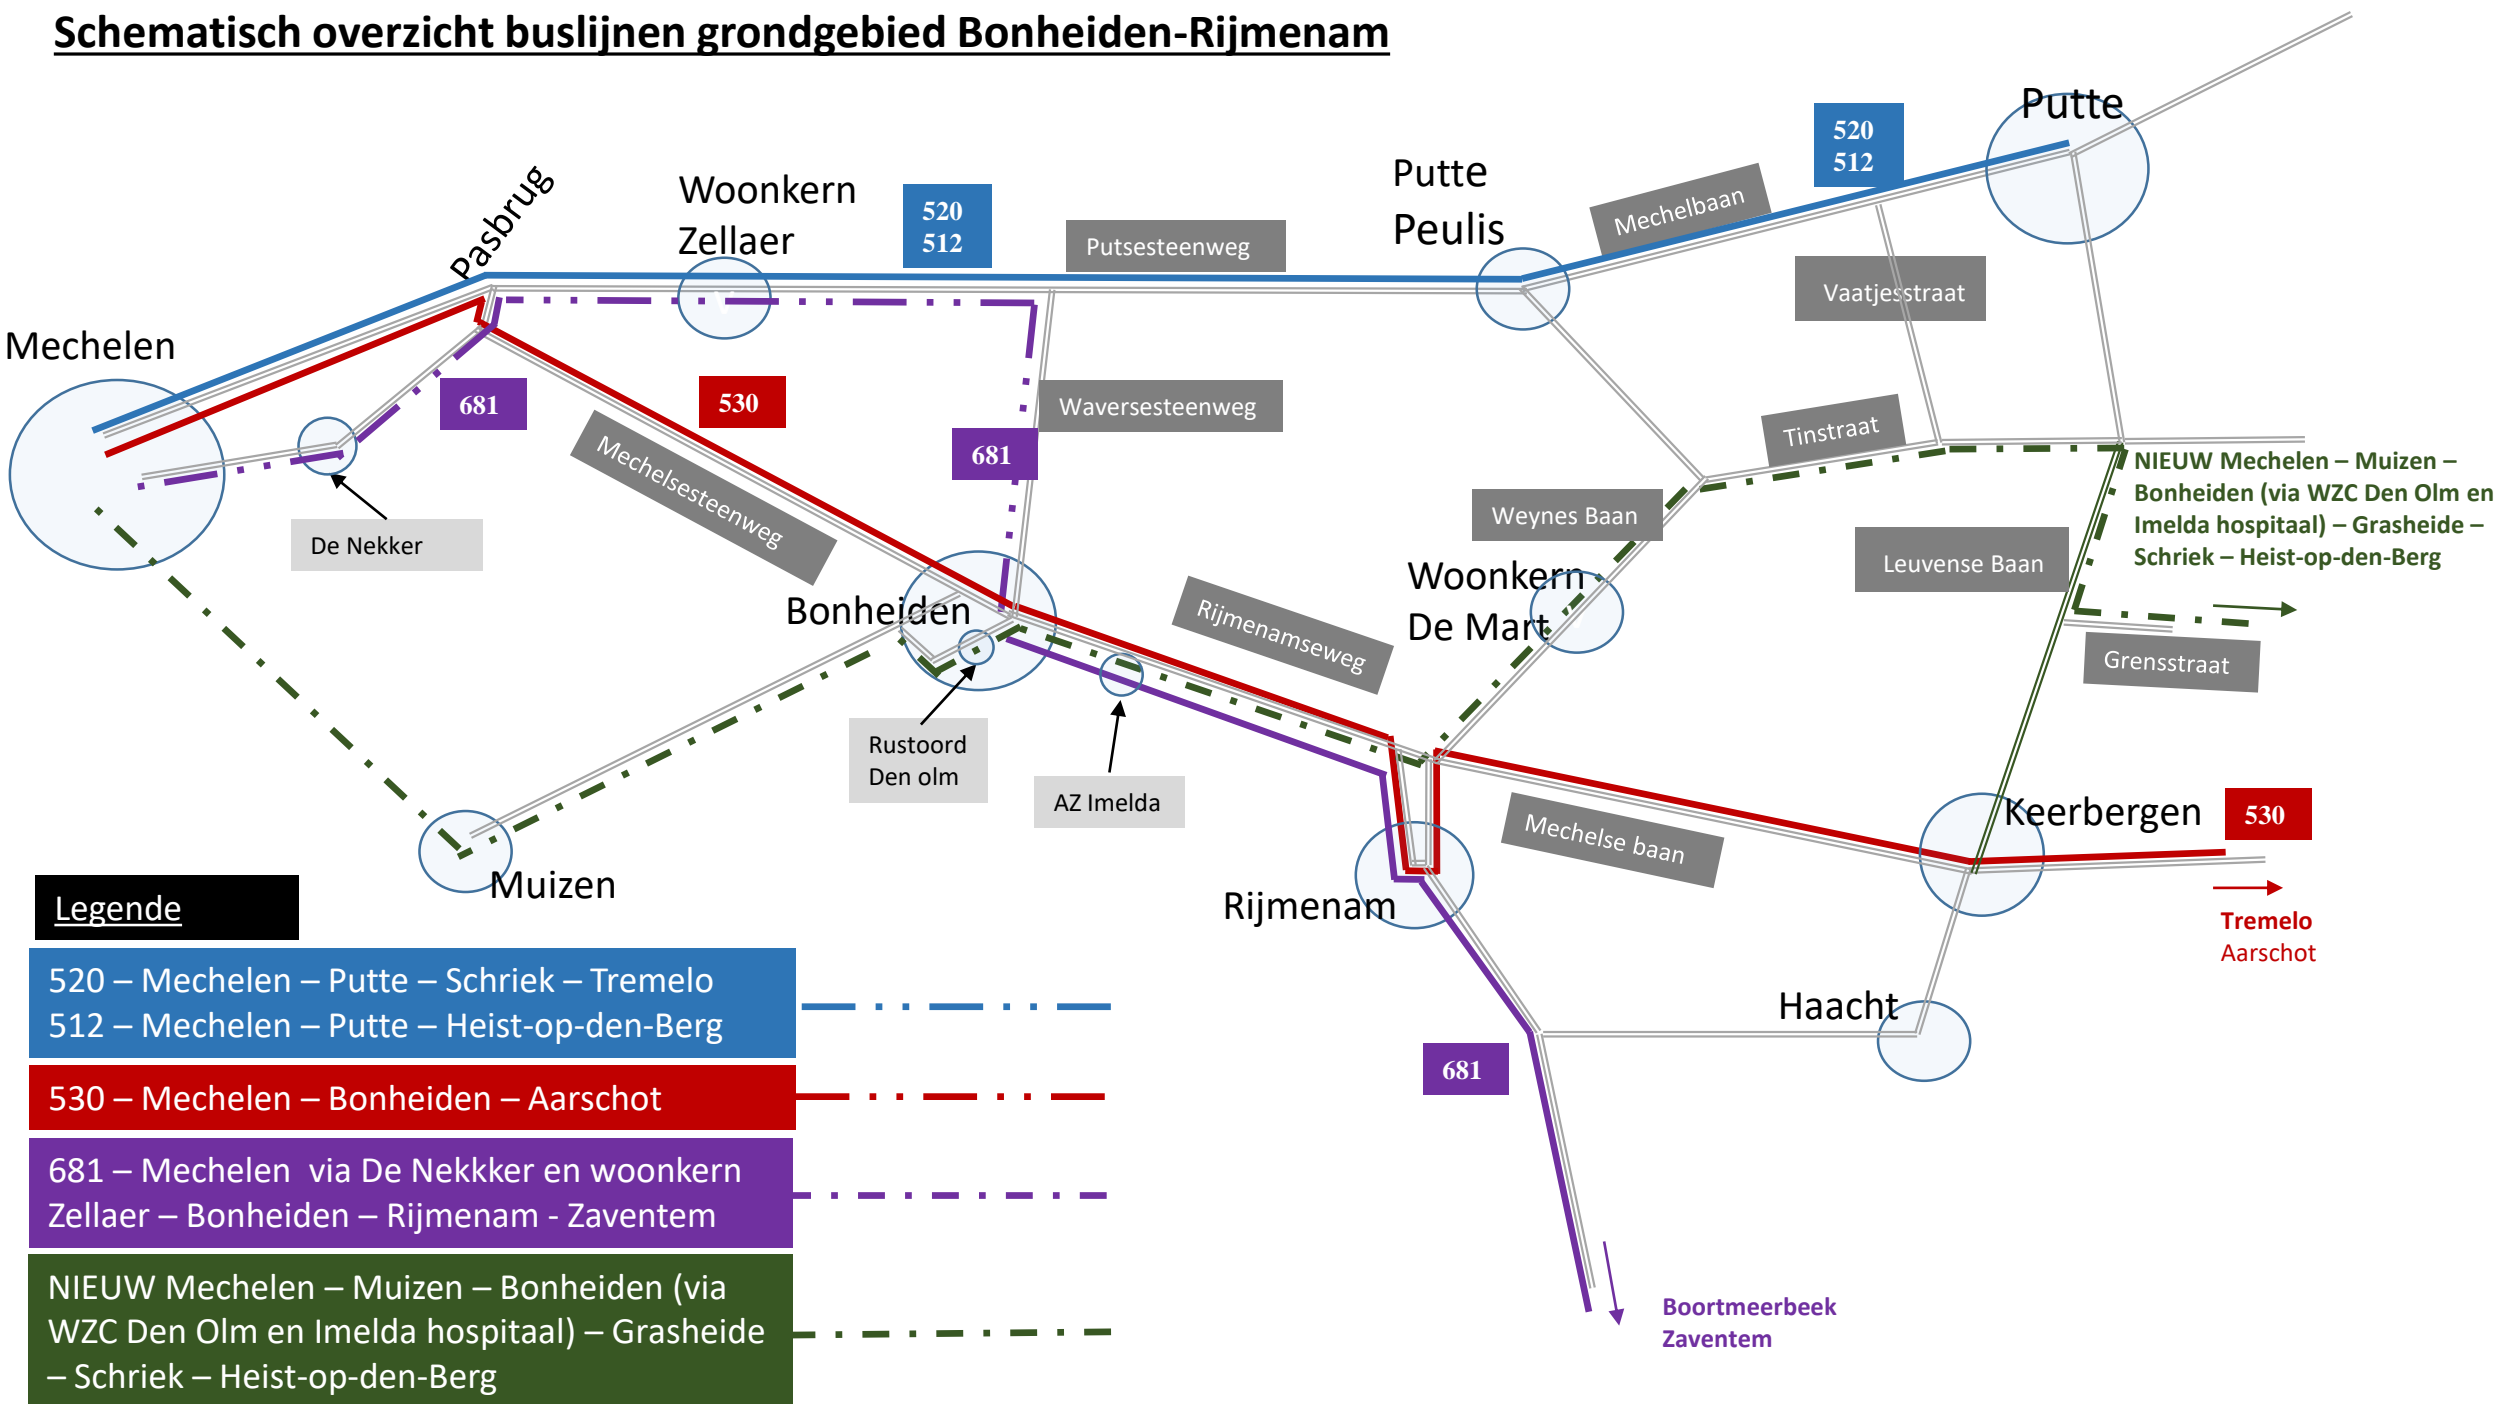 Schematisch overzicht buslijnen grondgebied Bonheiden-Rijmenam
Putte
520
512
Putte
Peulis
Mechelbaan
Pasbrug
Woonkern
Zellaer
520
512
Putsesteenweg
Vaatjesstraat
Mechelen
681
530
Waversesteenweg
681
Mechelsesteenweg
Tinstraat
De Nekker
Weynes Baan
NIEUW Mechelen – Muizen –
Bonheiden (via WZC Den Olm en
Imelda hospitaal) – Grasheide –
Schriek – Heist-op-den-Berg
Leuvense Baan
Woonkern
De Mart
Bonheiden
Rijmenamseweg
Grensstraat
Rustoord
Den olm
AZ Imelda
Mechelse baan
Keerbergen
530
Tremelo
Aarschot
Muizen
Rijmenam
Haacht
681
Boortmeerbeek
Zaventem
Legende
520 – Mechelen – Putte – Schriek – Tremelo
512 – Mechelen – Putte – Heist-op-den-Berg
530 – Mechelen – Bonheiden – Aarschot
681 – Mechelen  via De Nekkker en woonkern
Zellaer – Bonheiden – Rijmenam - Zaventem
NIEUW Mechelen – Muizen – Bonheiden (via
WZC Den Olm en Imelda hospitaal) – Grasheide
– Schriek – Heist-op-den-Berg